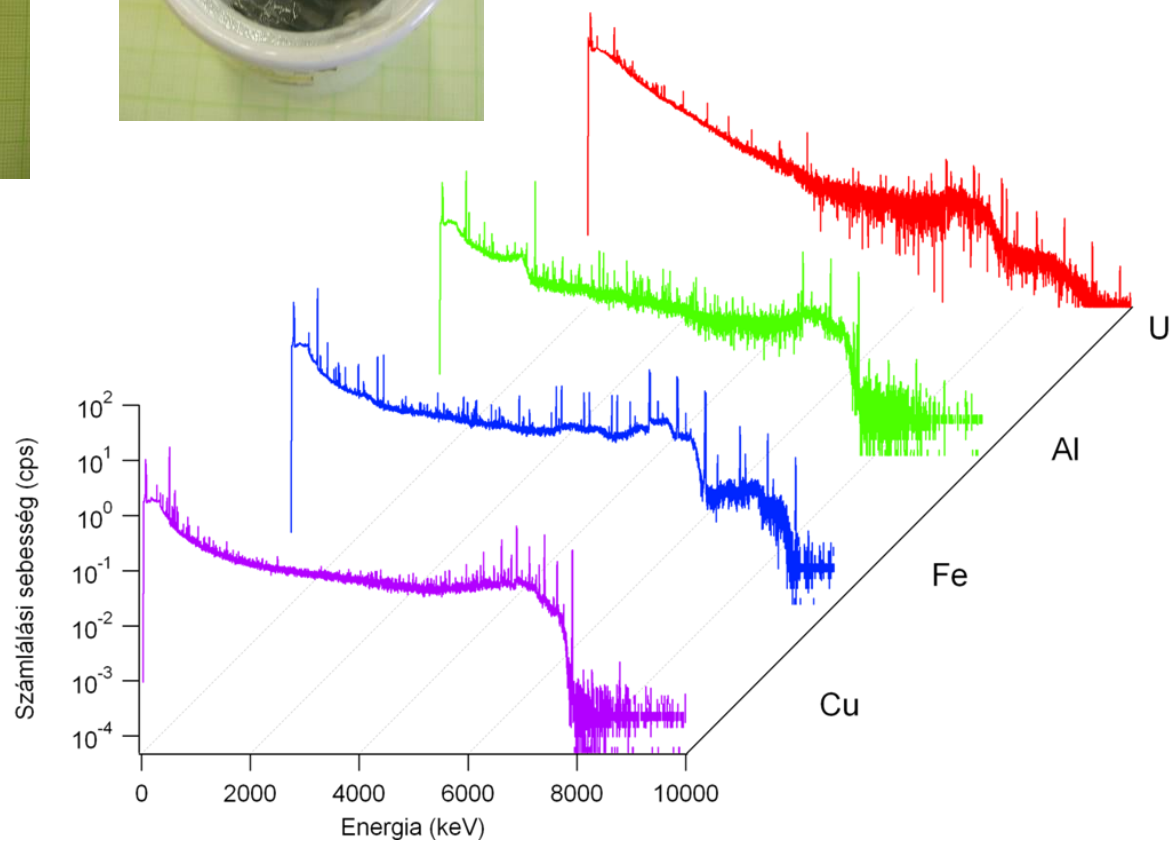 U
Al
Fe
Cu
Számlálási sebesség (cps)
10²
10¹
10⁰
10⁻¹
10⁻²
10⁻³
10⁻⁴
0 2000 4000 6000 8000 10000
Energia (keV)